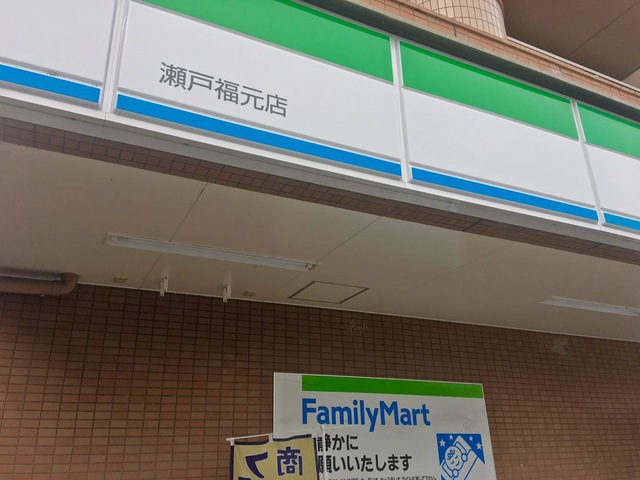 瀬戸福元店
FamilyMart
静かに
願いいたします
商